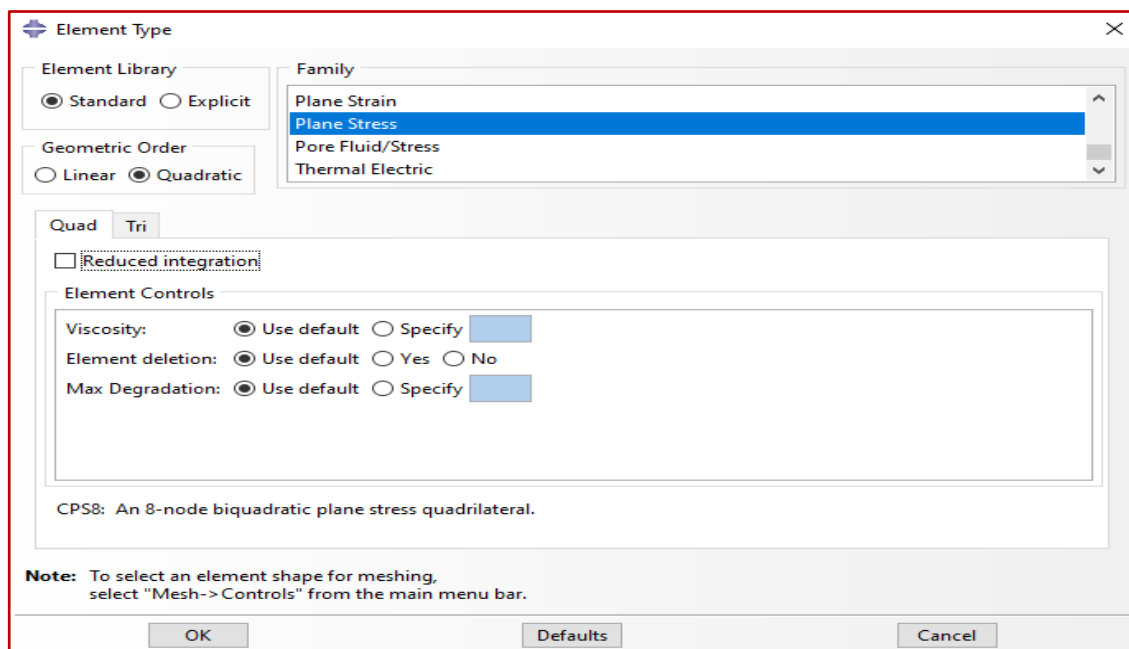 Element Type
Element Library
Standard Explicit
Family
Plane Strain
Plane Stress
Pore Fluid/Stress
Thermal Electric
Geometric Order
Linear Quadratic
Quad Tri
Reduced integration
Element Controls
Viscosity: Use default Specify
Element deletion: Use default Yes No
Max Degradation: Use default Specify
CPS8: An 8-node biquadratic plane stress quadrilateral.
Note: To select an element shape for meshing,
select "Mesh->Controls" from the main menu bar.
OK Defaults Cancel